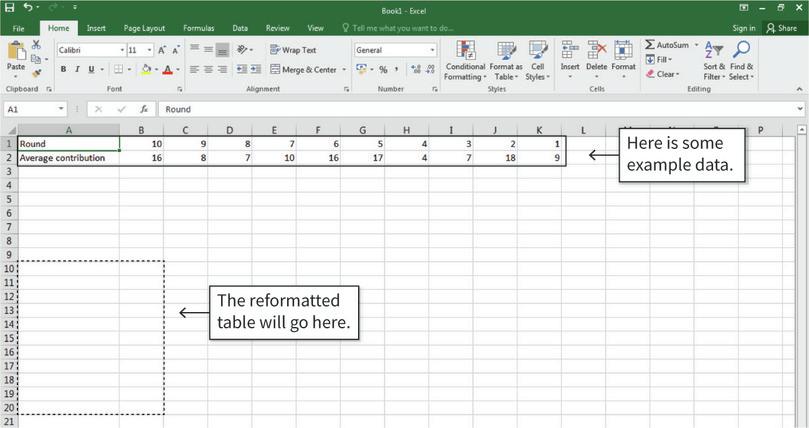 Book1 - Excel
File Home Insert Page Layout Formulas Data Review View Tell me what you want to do... Sign in Share
Paste
Calibri 11 A A
B I U A
Wrap Text
Merge & Center
General
% ,
Conditional Formatting
Format as Table
Cell Styles
Insert Delete Format
AutoSum
Fill
Clear
Sort & Filter
Find & Select
Clipboard Font Alignment Number Styles Cells Editing
A1 fx Round
A B C D E F G H I J K L P
1 Round 10 9 8 7 6 5 4 3 2 1
2 Average contribution 16 8 7 10 16 17 4 7 18 9
3
4
5
6
7
8
9
10
11
12
13
14
15
16
17
18
19
20
21
Here is some
example data.
The reformatted
table will go here.